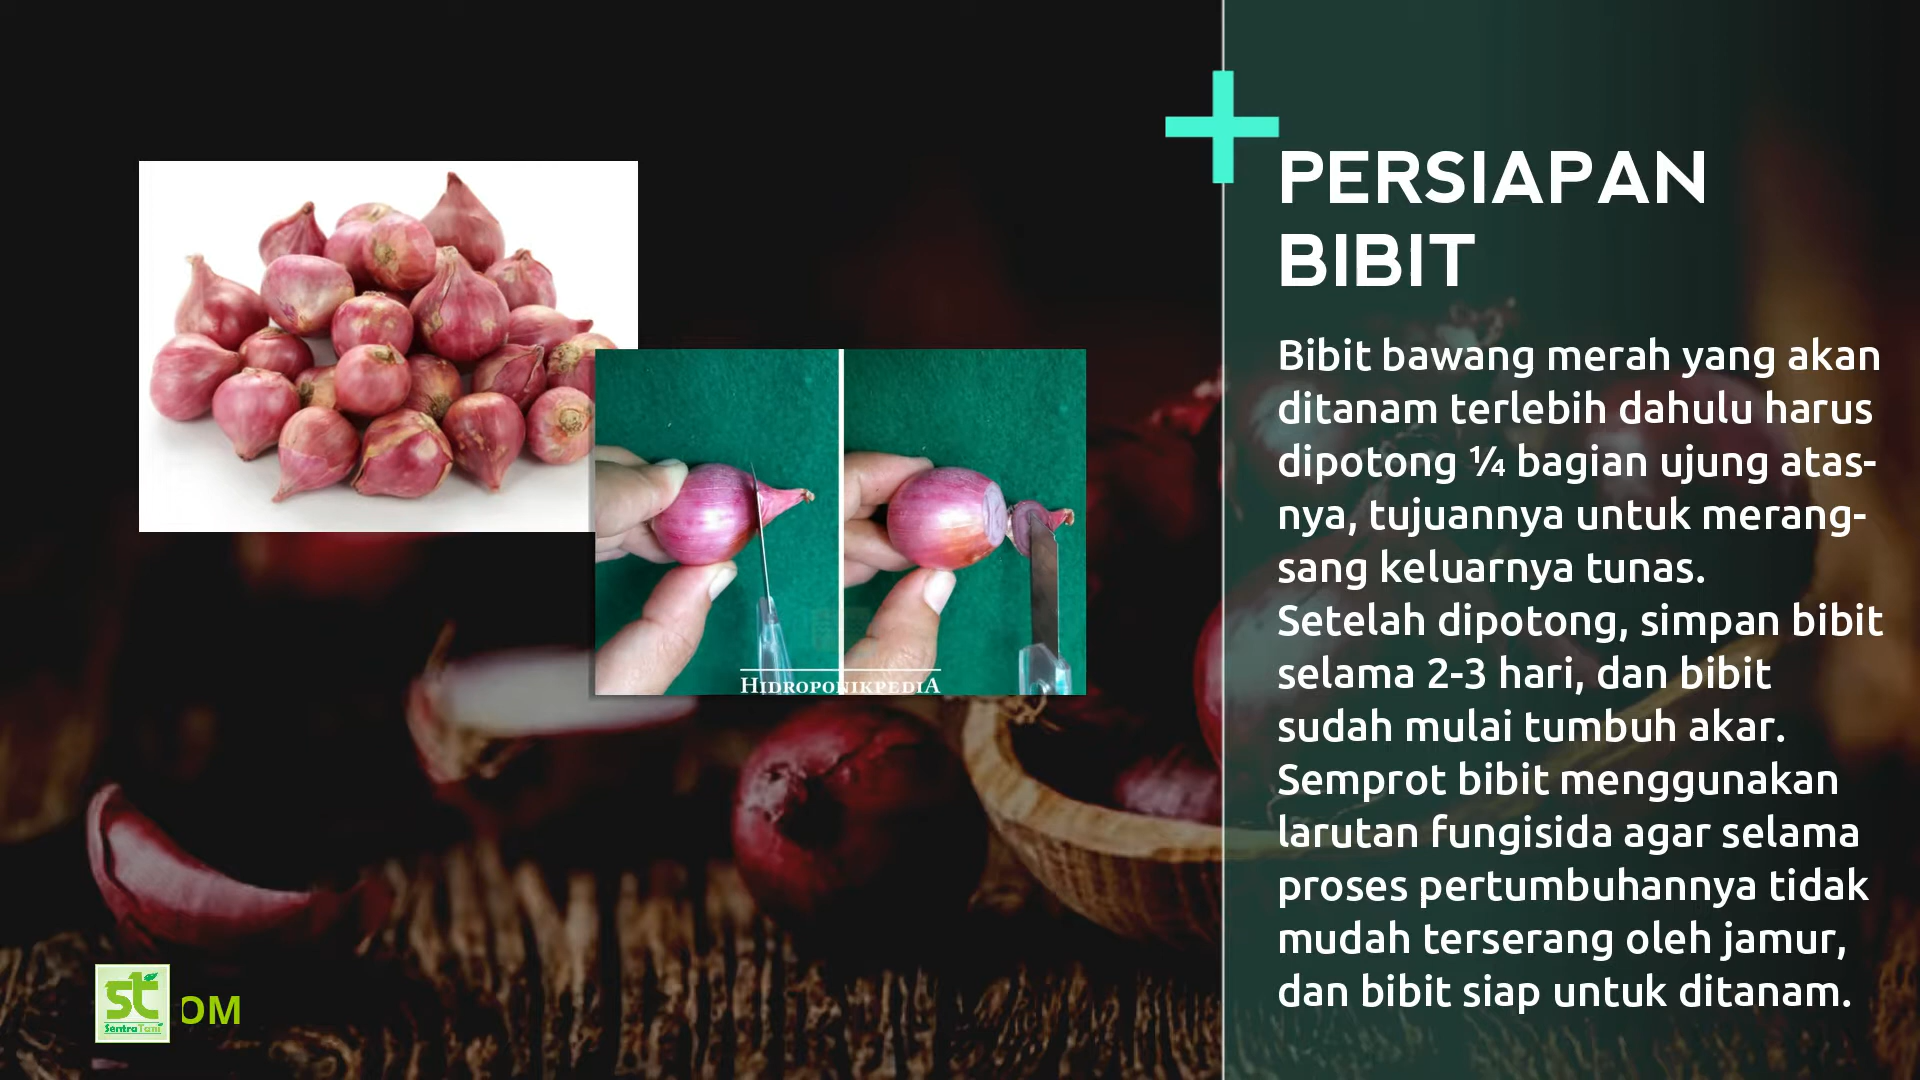 PERSIAPAN
BIBIT
Bibit bawang merah yang akan
ditanam terlebih dahulu harus
dipotong ¼ bagian ujung atas-
nya, tujuannya untuk merang-
sang keluarnya tunas.
Setelah dipotong, simpan bibit
selama 2-3 hari, dan bibit
sudah mulai tumbuh akar.
Semprot bibit menggunakan
larutan fungisida agar selama
proses pertumbuhannya tidak
mudah terserang oleh jamur,
dan bibit siap untuk ditanam.
HIDROPONIKPEDIA
st OM
SentraTani